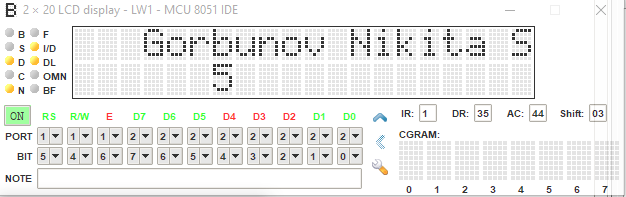 2 × 20 LCD display - LW1 - MCU 8051 IDE
B F
S I/D
D DL
C OMN
N BF
Gorbunov Nikita S
5
ON RS R/W E D7 D6 D5 D4 D3 D2 D1 D0
PORT 1 1 1 2 2 2 2 2 2 2 2
BIT 5 4 6 7 6 5 4 3 2 1 0
NOTE
IR: 1 DR: 35 AC: 44 Shift: 03
CGRAM:
0 1 2 3 4 5 6 7